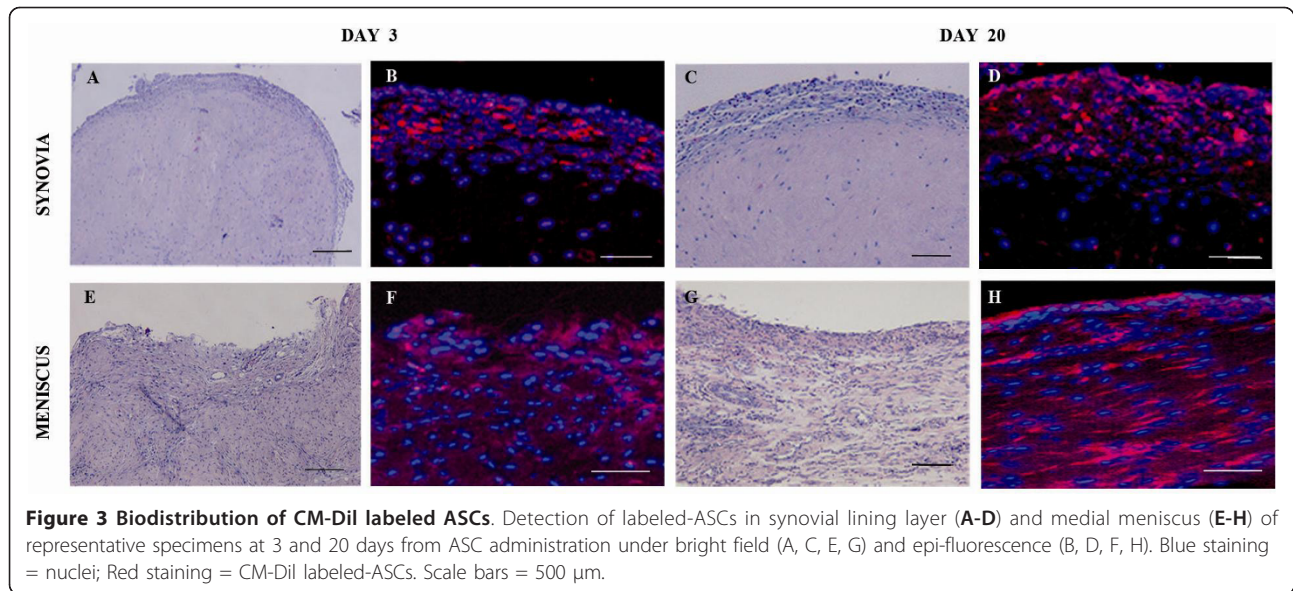 DAY 3
DAY 20
SYNOVIA
A
B
C
D
MENISCUS
E
F
G
H
Figure 3 Biodistribution of CM-DiI labeled ASCs. Detection of labeled-ASCs in synovial lining layer (A-D) and medial meniscus (E-H) of
representative specimens at 3 and 20 days from ASC administration under bright field (A, C, E, G) and epi-fluorescence (B, D, F, H). Blue staining
= nuclei; Red staining = CM-DiI labeled-ASCs. Scale bars = 500 μm.